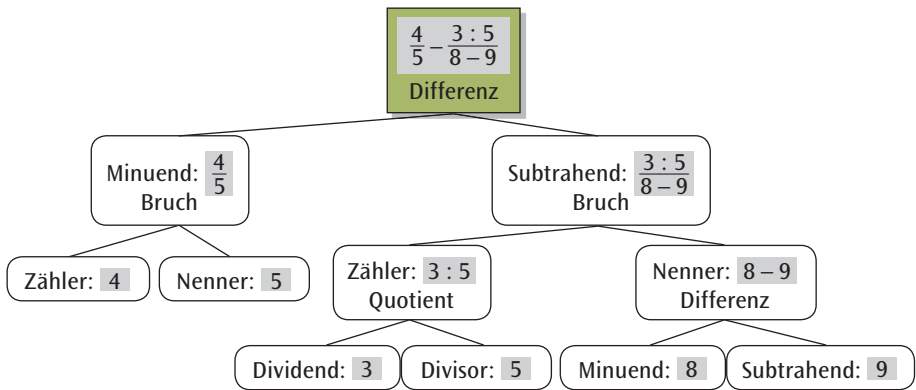 4/5 – 3 : 5/8 – 9
Differenz
Minuend: 4/5
Bruch
Subtrahend: 3 : 5/8 – 9
Bruch
Zähler: 4
Nenner: 5
Zähler: 3 : 5
Quotient
Nenner: 8 – 9
Differenz
Dividend: 3
Divisor: 5
Minuend: 8
Subtrahend: 9